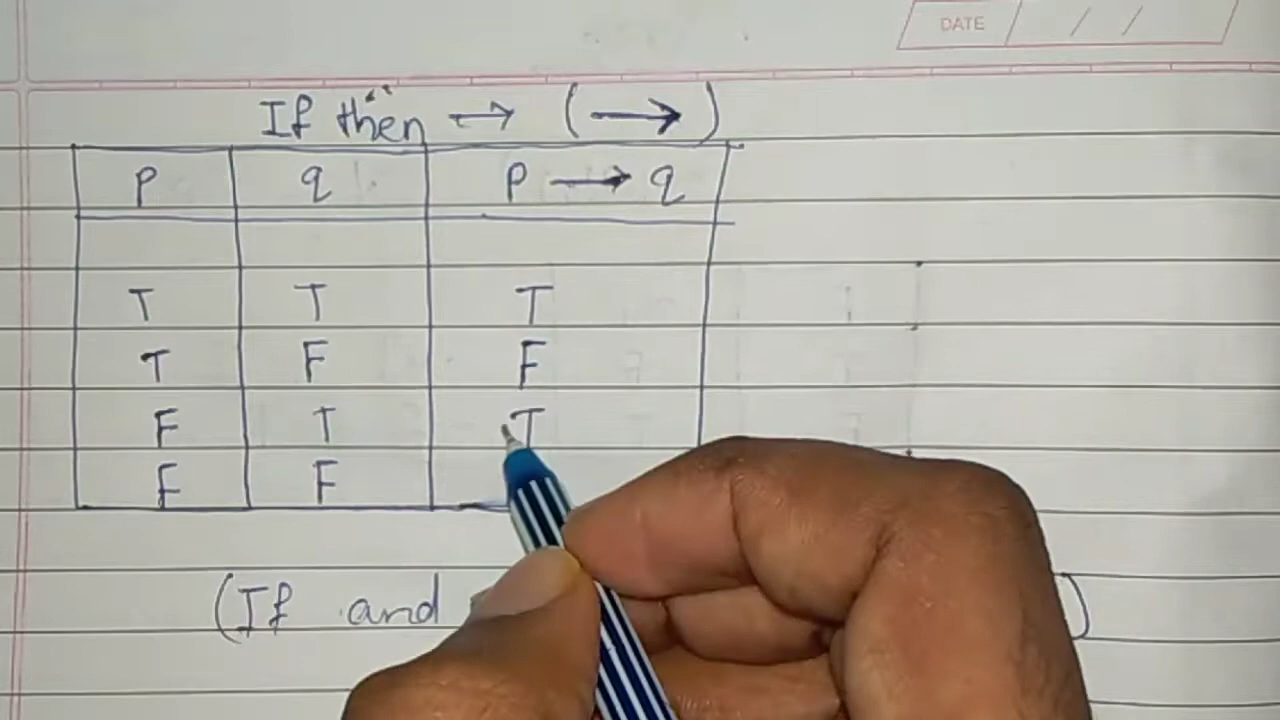 DATE / /
If then → (→)
p q p → q
T T T
T F F
F T T
F F
(If and )